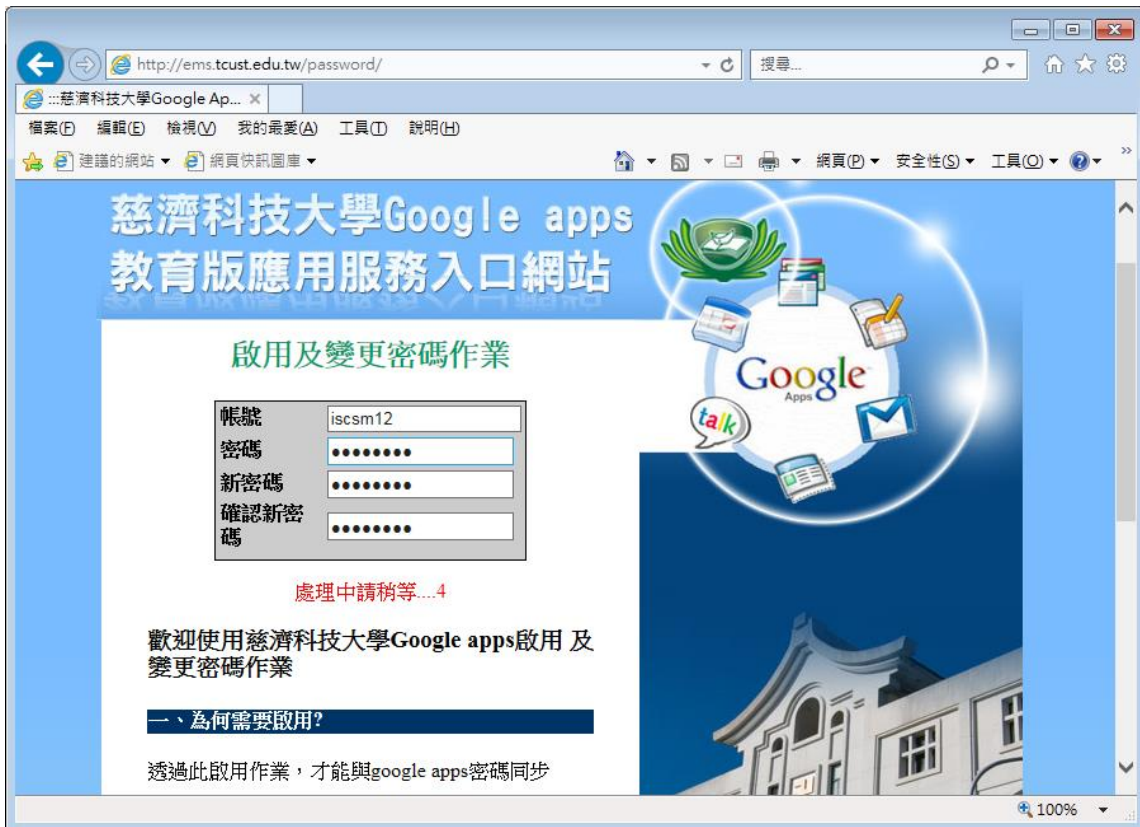 http://ems.tcust.edu.tw/password/
搜尋...
:::慈濟科技大學Google Ap...
檔案(F) 編輯(E) 檢視(V) 我的最愛(A) 工具(T) 說明(H)
建議的網站 網頁快訊圖庫 網頁(P) 安全性(S) 工具(O)
慈濟科技大學Google apps
教育版應用服務入口網站
Google
Apps
talk
啟用及變更密碼作業
帳號 iscsm12
密碼 ●●●●●●●●
新密碼 ●●●●●●●●
確認新密
碼 ●●●●●●●●
處理中請稍等....4
歡迎使用慈濟科技大學Google apps啟用 及
變更密碼作業
一、為何需要啟用?
透過此啟用作業，才能與google apps密碼同步
100%